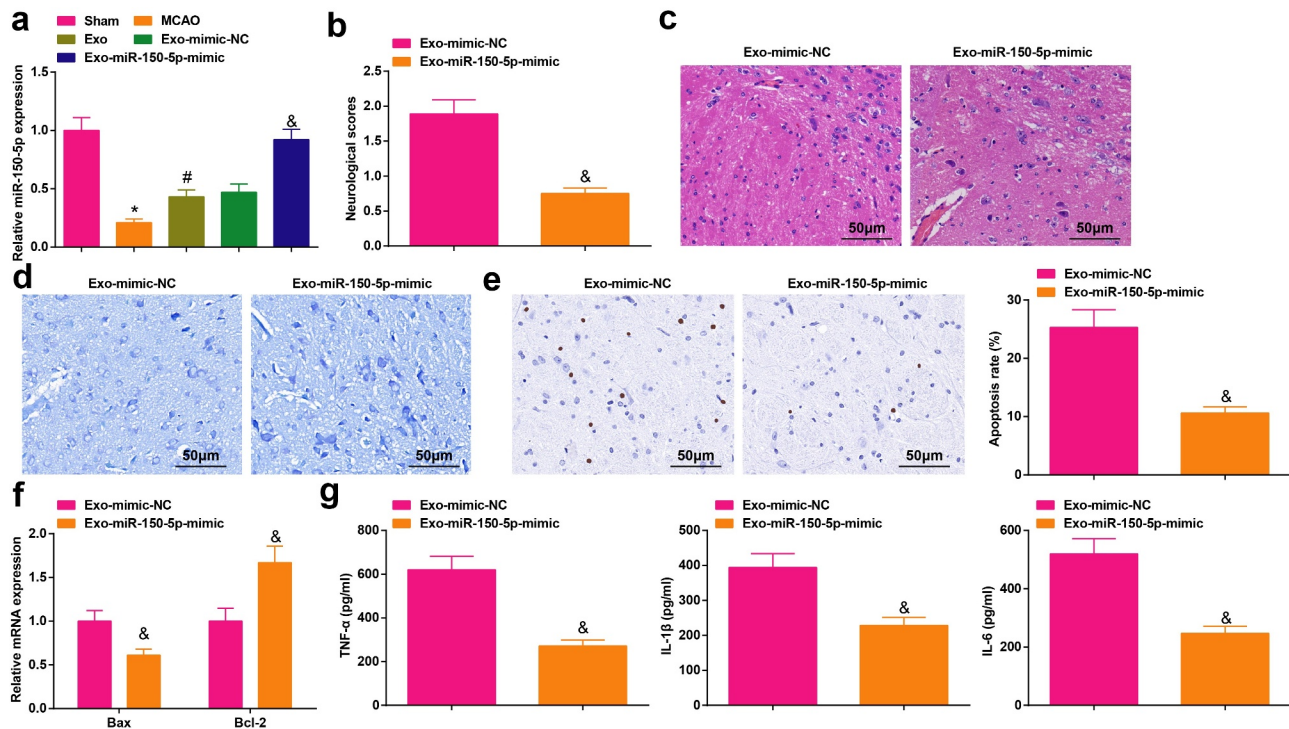 a
Sham
MCAO
Exo
Exo-mimic-NC
Exo-miR-150-5p-mimic
Relative miR-150-5p expression
1.5
1.0
0.5
0.0
*
#
&
b
Exo-mimic-NC
Exo-miR-150-5p-mimic
Neurological scores
2.5
2.0
1.5
1.0
0.5
0.0
&
c
Exo-mimic-NC
Exo-miR-150-5p-mimic
50μm
50μm
d
Exo-mimic-NC
Exo-miR-150-5p-mimic
50μm
50μm
e
Exo-mimic-NC
Exo-miR-150-5p-mimic
50μm
50μm
Exo-mimic-NC
Exo-miR-150-5p-mimic
Apoptosis rate (%)
30
20
10
0
&
f
Exo-mimic-NC
Exo-miR-150-5p-mimic
Relative mRNA expression
2.0
1.5
1.0
0.5
0.0
&
&
Bax
Bcl-2
g
Exo-mimic-NC
Exo-miR-150-5p-mimic
TNF-α (pg/ml)
800
600
400
200
0
&
Exo-mimic-NC
Exo-miR-150-5p-mimic
IL-1β (pg/ml)
500
400
300
200
100
0
&
Exo-mimic-NC
Exo-miR-150-5p-mimic
IL-6 (pg/ml)
600
400
200
0
&